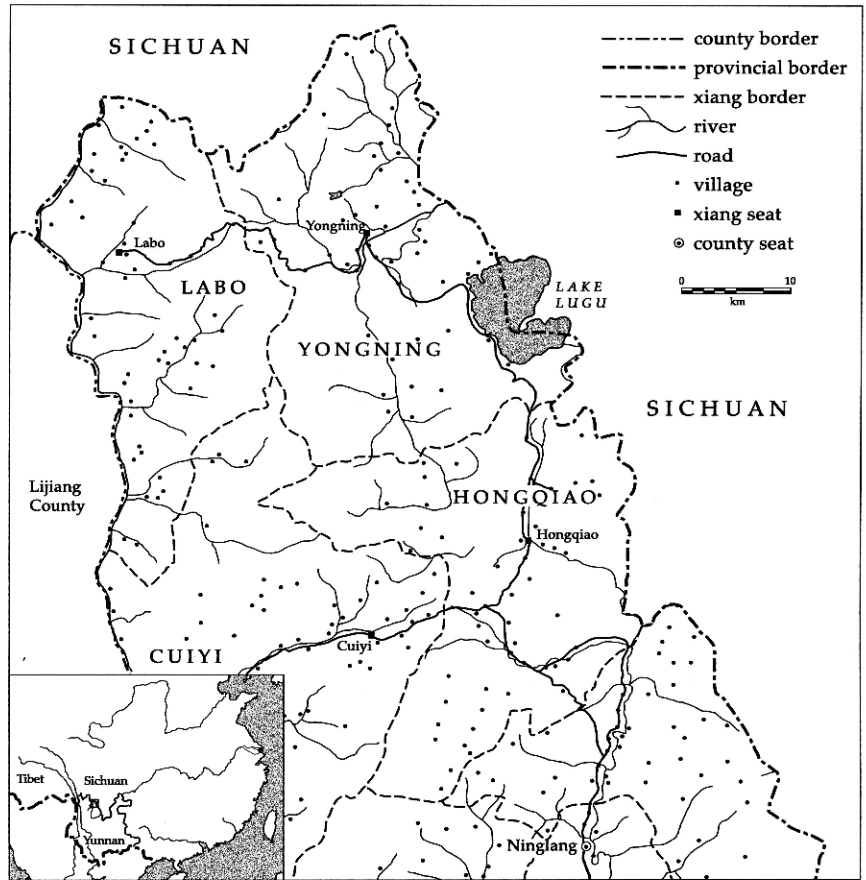 SICHUAN
county border
provincial border
xiang border
river
road
village
xiang seat
county seat
0 10
km
Yongning
Labo
LABO
LAKE
LUGU
YONGNING
SICHUAN
Lijiang
County
HONGQIAO
Hongqiao
Cuiyi
CUIYI
Tibet
Sichuan
Yunnan
Ninglang